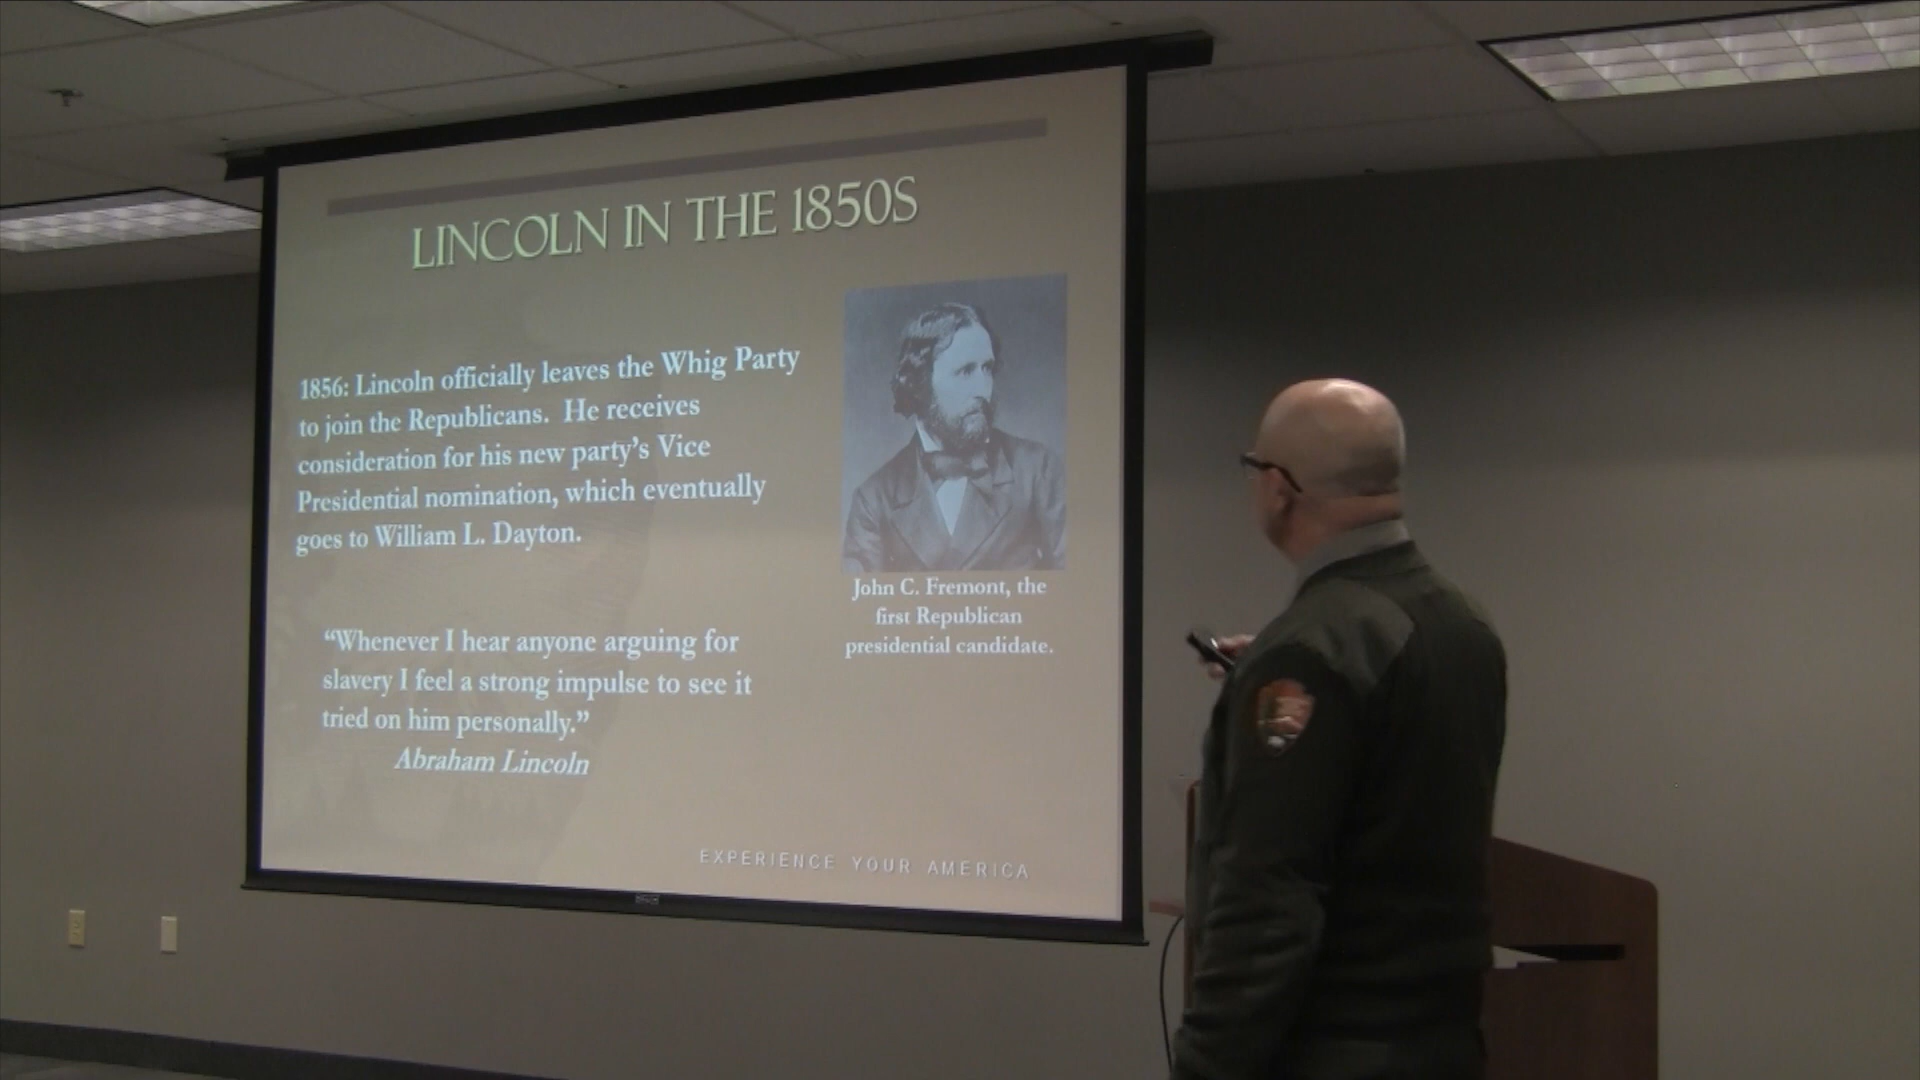 LINCOLN IN THE 1850S
1856: Lincoln officially leaves the Whig Party
to join the Republicans. He receives
consideration for his new party's Vice
Presidential nomination, which eventually
goes to William L. Dayton.
"Whenever I hear anyone arguing for
slavery I feel a strong impulse to see it
tried on him personally."
Abraham Lincoln
John C. Fremont, the
first Republican
presidential candidate.
EXPERIENCE YOUR AMERICA